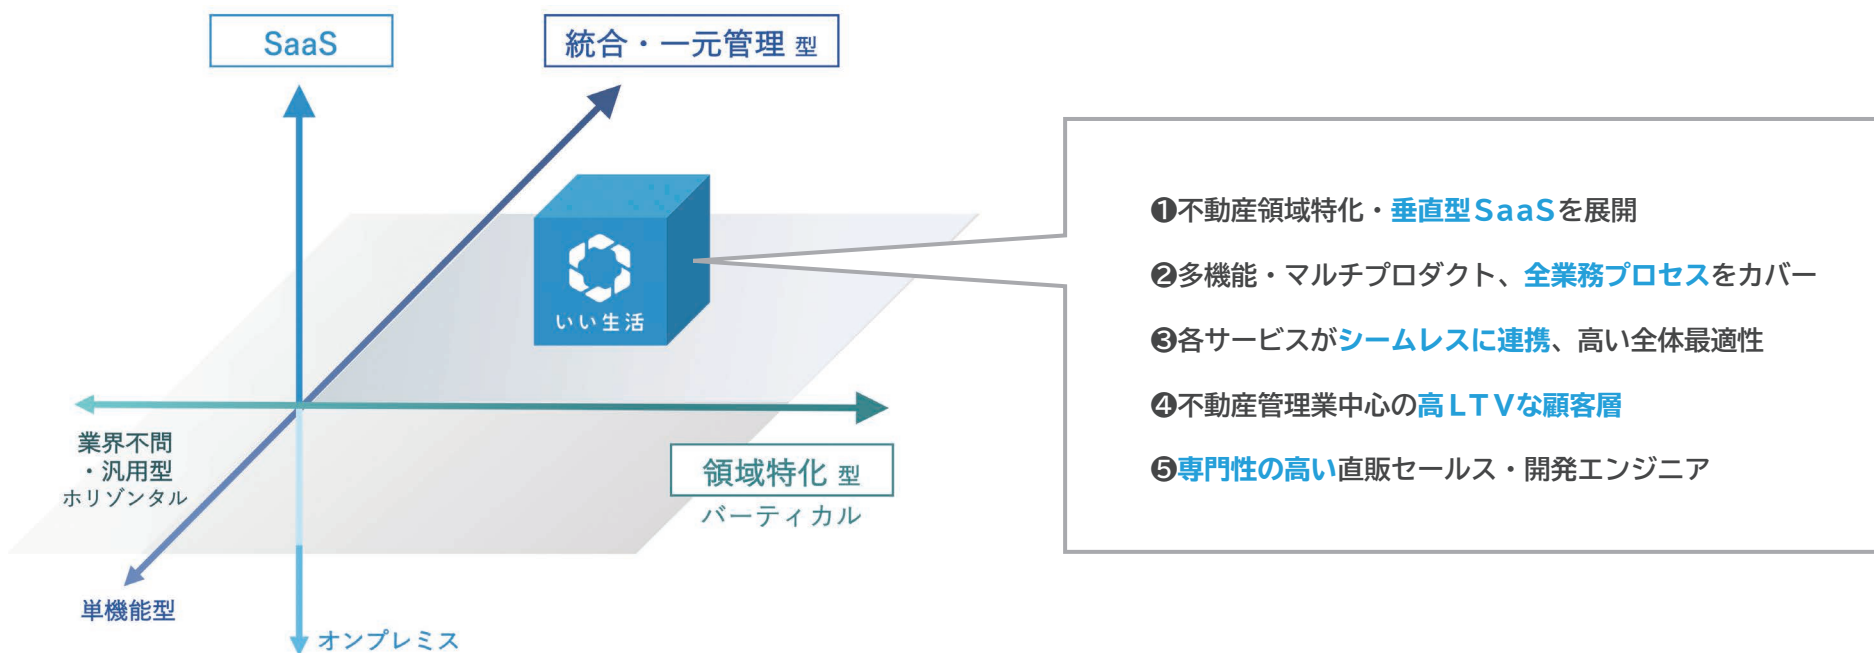 SaaS
統合・一元管理 型
いい生活
業界不問
・汎用型
ホリゾンタル
領域特化 型
バーティカル
単機能型
オンプレミス
❶不動産領域特化・垂直型SaaSを展開
❷多機能・マルチプロダクト、全業務プロセスをカバー
❸各サービスがシームレスに連携、高い全体最適性
❹不動産管理業中心の高LTVな顧客層
❺専門性の高い直販セールス・開発エンジニア